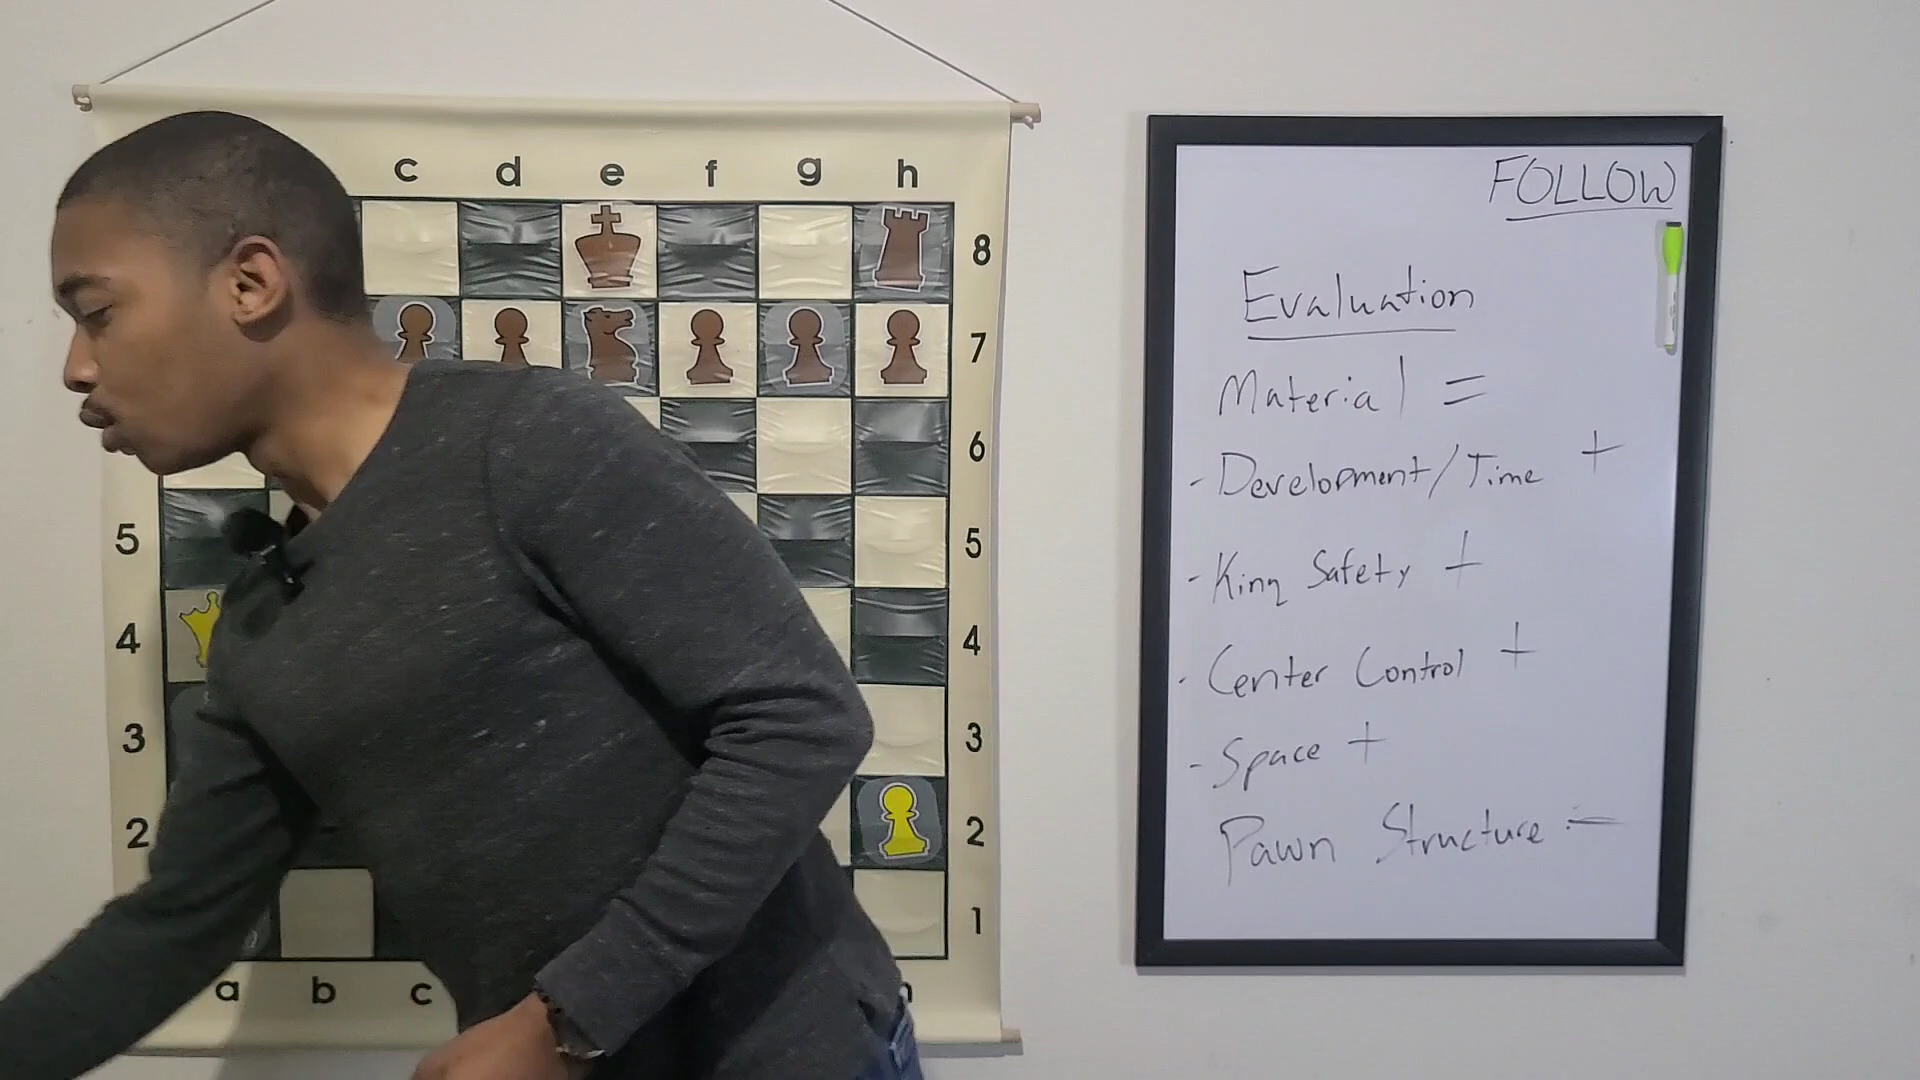 c d e f g h
8
7
6
5 5
4 4
3 3
2 2
1
a b c
FOLLOW
Evaluation
Material =
- Development/Time +
- King Safety +
- Center Control +
- Space +
Pawn Structure =